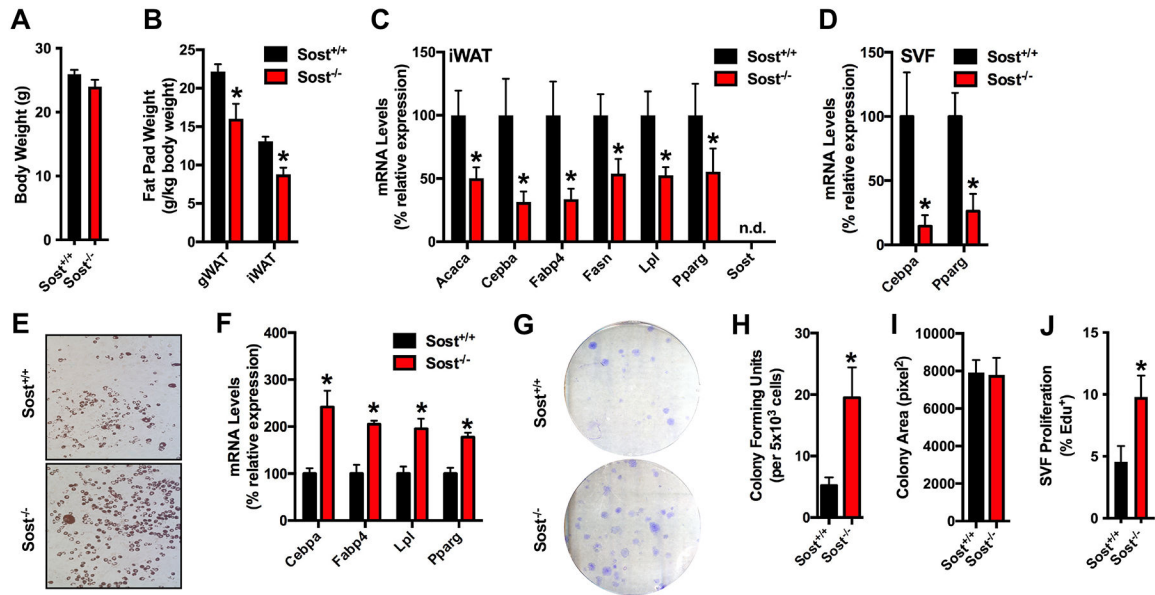 A
Body Weight (g)
30
20
10
0
Sost+/+
Sost-/-
B
Fat Pad Weight
(g/kg body weight)
25
20
15
10
5
0
Sost+/+
Sost-/-
*
*
gWAT
iWAT
C
iWAT
mRNA Levels
(% relative expression)
150
100
50
0
Sost+/+
Sost-/-
*
*
*
*
*
*
n.d.
Acaca
Cepba
Fabp4
Fasn
Lpl
Pparg
Sost
D
SVF
mRNA Levels
(% relative expression)
150
100
50
0
Sost+/+
Sost-/-
*
*
Cebpa
Pparg
E
Sost+/+
Sost-/-
F
mRNA Levels
(% relative expression)
400
300
200
100
0
Sost+/+
Sost-/-
*
*
*
*
Cebpa
Fabp4
Lpl
Pparg
G
Sost+/+
Sost-/-
H
Colony Forming Units
(per 5x10³ cells)
30
20
10
0
*
Sost+/+
Sost-/-
I
Colony Area (pixel²)
10000
8000
6000
4000
2000
0
Sost+/+
Sost-/-
J
SVF Proliferation
(% Edu+)
15
10
5
0
*
Sost+/+
Sost-/-